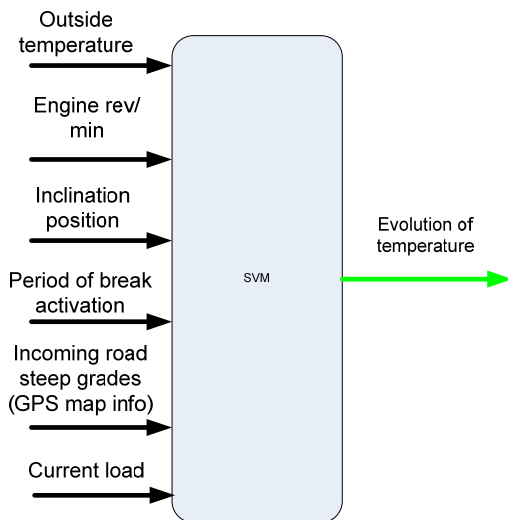 Outside
temperature
Engine rev/
min
Inclination
position
Period of break
activation
Incoming road
steep grades
(GPS map info)
Current load
SVM
Evolution of
temperature